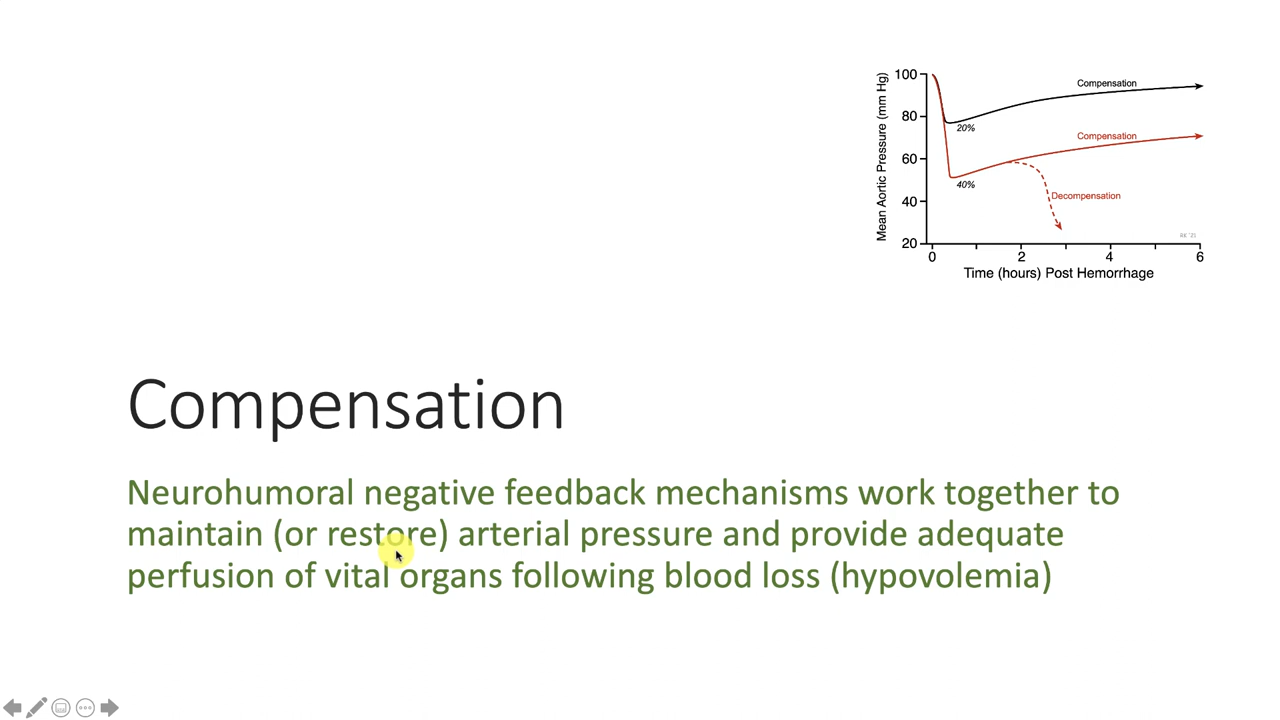 100
80
60
40
20
Mean Aortic Pressure (mm Hg)
Compensation
20%
Compensation
40%
Decompensation
RK '21
0 2 4 6
Time (hours) Post Hemorrhage
Compensation
Neurohumoral negative feedback mechanisms work together to
maintain (or restore) arterial pressure and provide adequate
perfusion of vital organs following blood loss (hypovolemia)